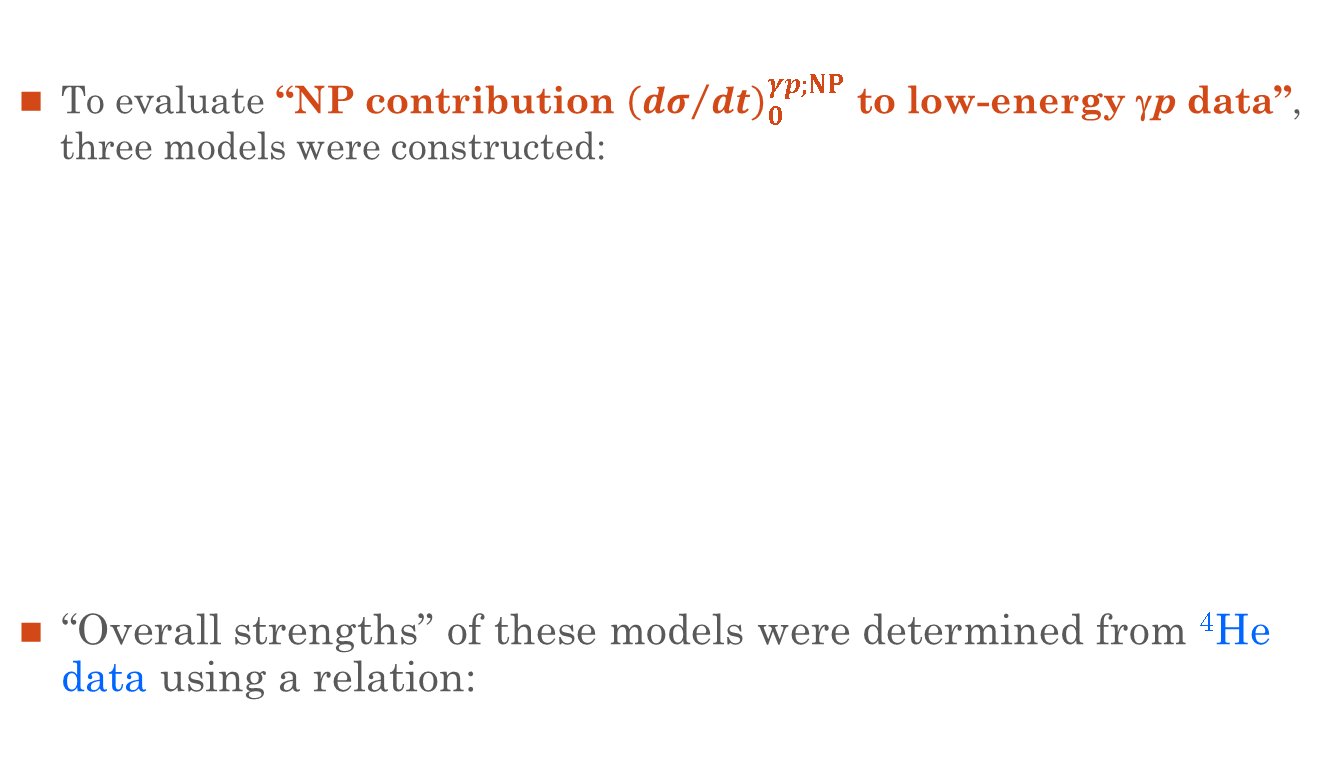 ■ To evaluate “NP contribution (dσ/dt)₀^{γp;NP} to low-energy γp data”,
three models were constructed:
■ “Overall strengths” of these models were determined from ⁴He
data using a relation: